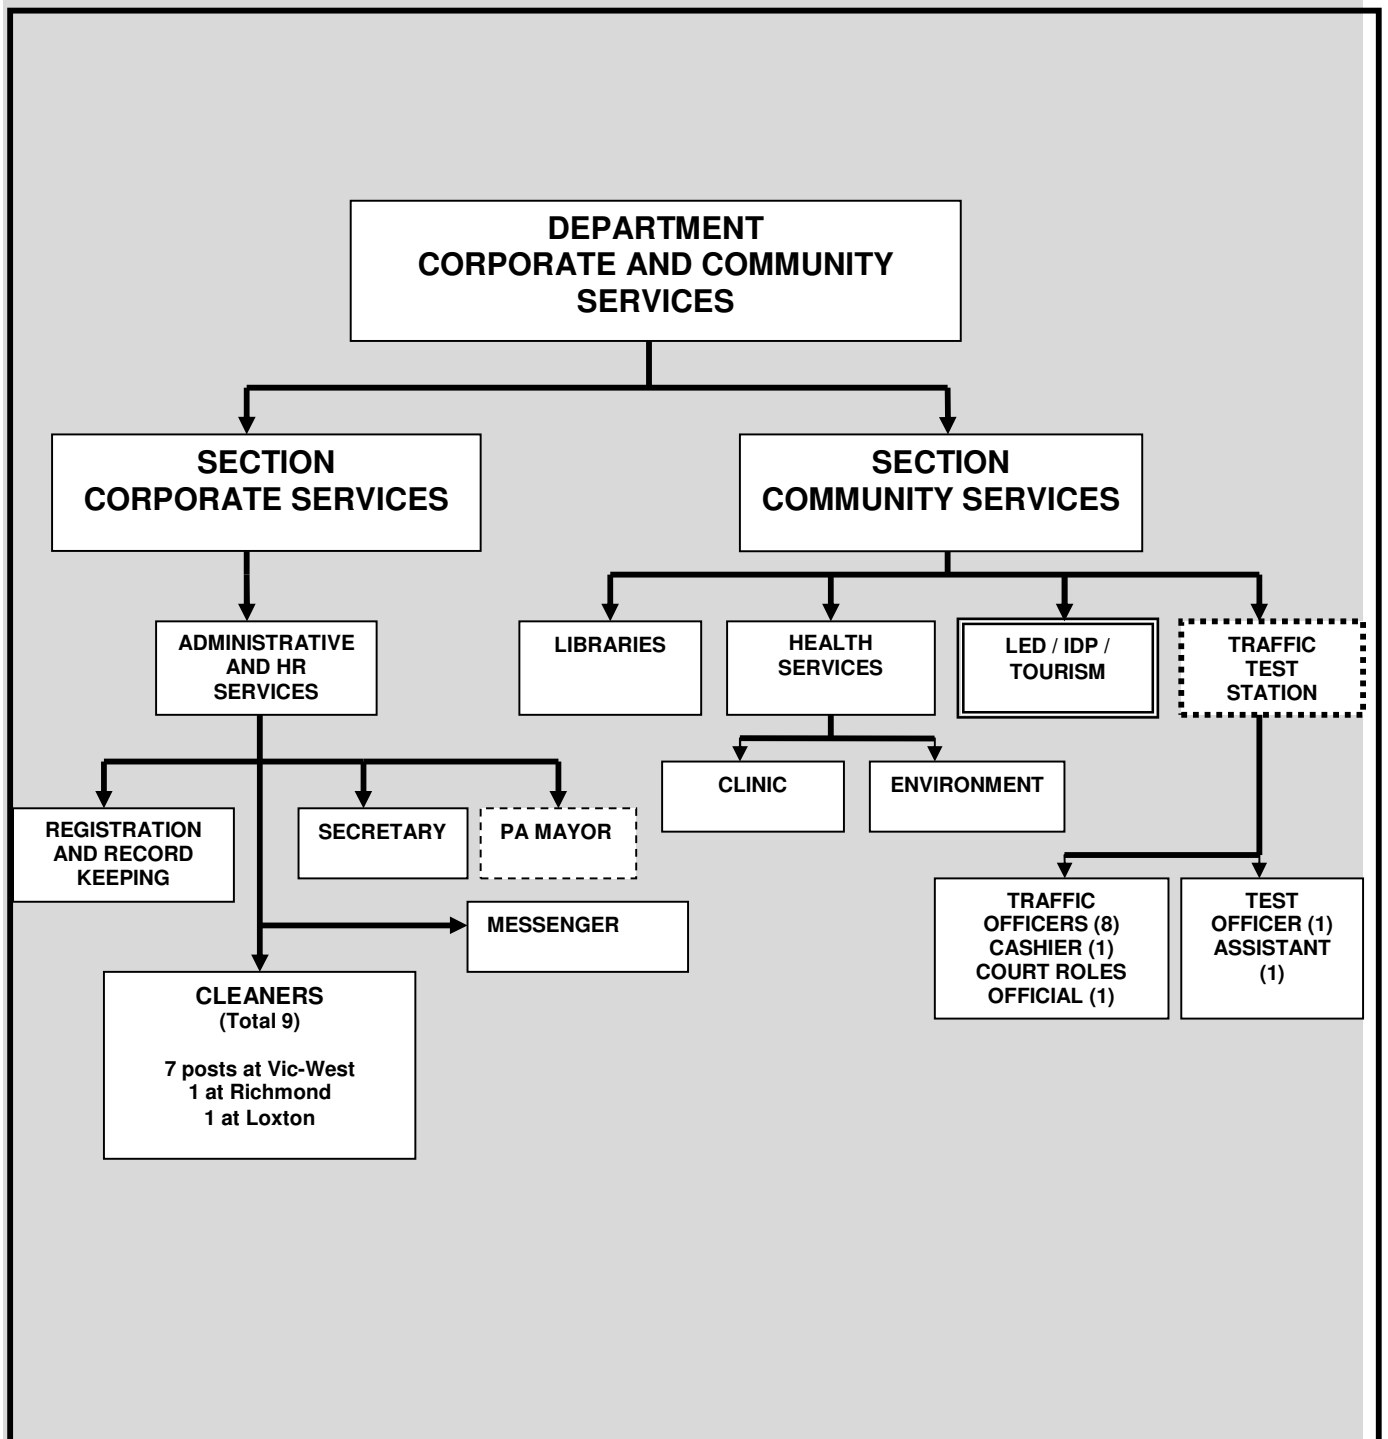 DEPARTMENT
CORPORATE AND COMMUNITY
SERVICES
SECTION
CORPORATE SERVICES
SECTION
COMMUNITY SERVICES
ADMINISTRATIVE
AND HR
SERVICES
LIBRARIES
HEALTH
SERVICES
LED / IDP /
TOURISM
TRAFFIC
TEST
STATION
CLINIC
ENVIRONMENT
REGISTRATION
AND RECORD
KEEPING
SECRETARY
PA MAYOR
MESSENGER
TRAFFIC
OFFICERS (8)
CASHIER (1)
COURT ROLES
OFFICIAL (1)
TEST
OFFICER (1)
ASSISTANT
(1)
CLEANERS
(Total 9)
7 posts at Vic-West
1 at Richmond
1 at Loxton